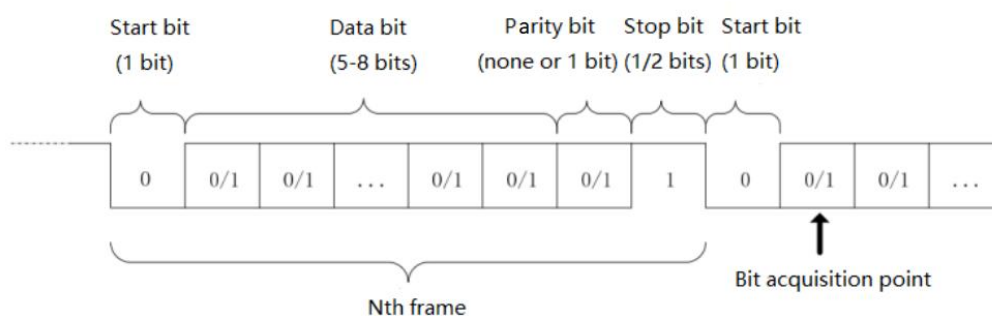 Start bit Data bit Parity bit Stop bit Start bit
(1 bit) (5-8 bits) (none or 1 bit) (1/2 bits) (1 bit)
0 0/1 0/1 ... 0/1 0/1 0/1 1 0 0/1 0/1 ...
Bit acquisition point
Nth frame